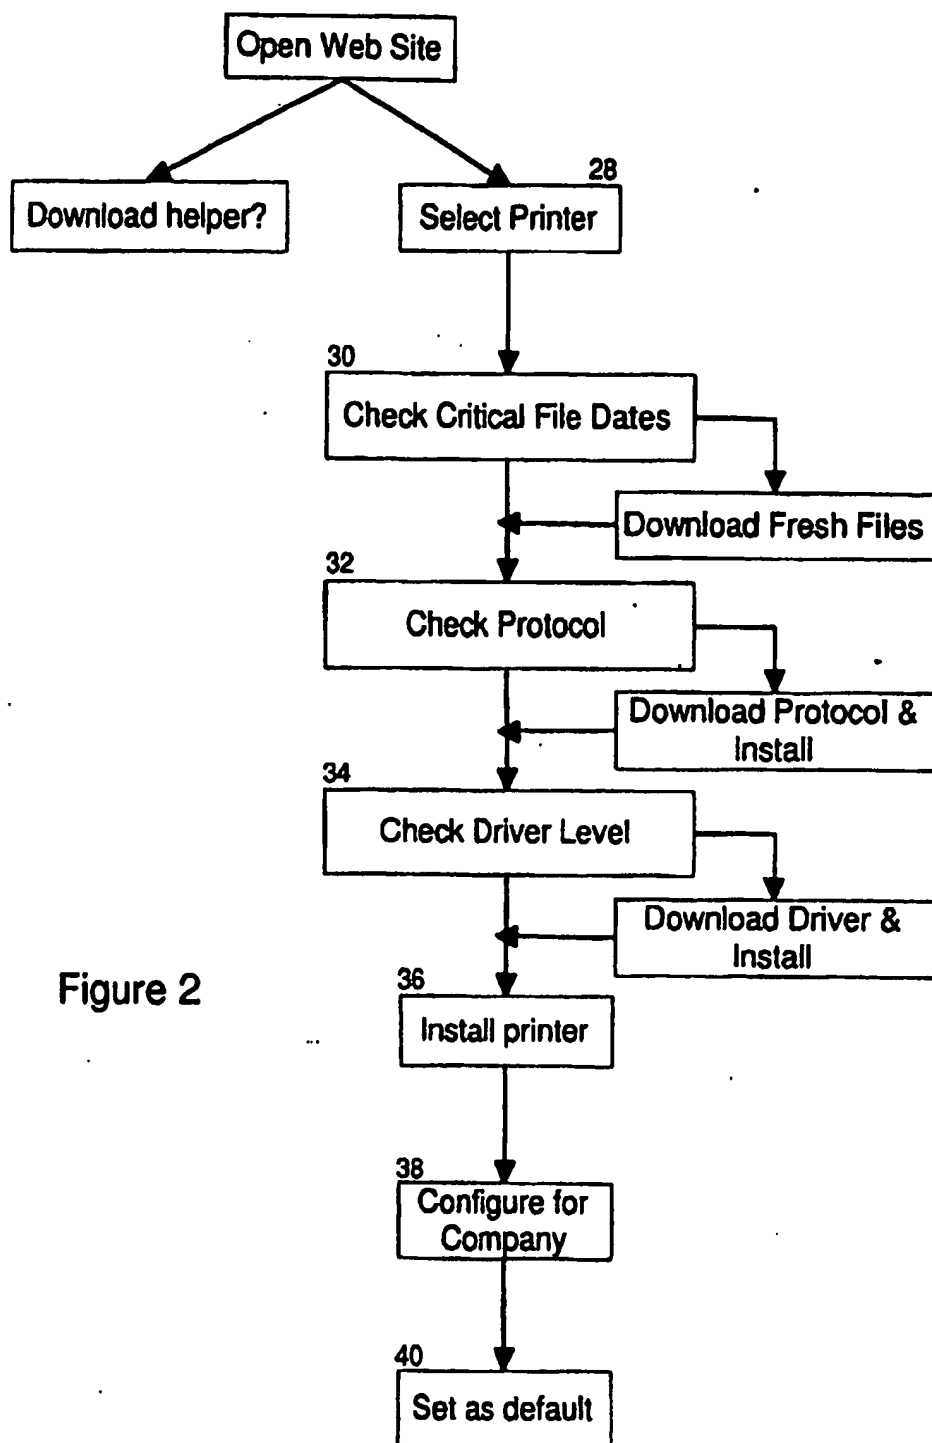 Open Web Site
Download helper?
28
Select Printer
30
Check Critical File Dates
Download Fresh Files
32
Check Protocol
Download Protocol &
Install
34
Check Driver Level
Download Driver &
Install
Figure 2
36
Install printer
38
Configure for
Company
40
Set as default